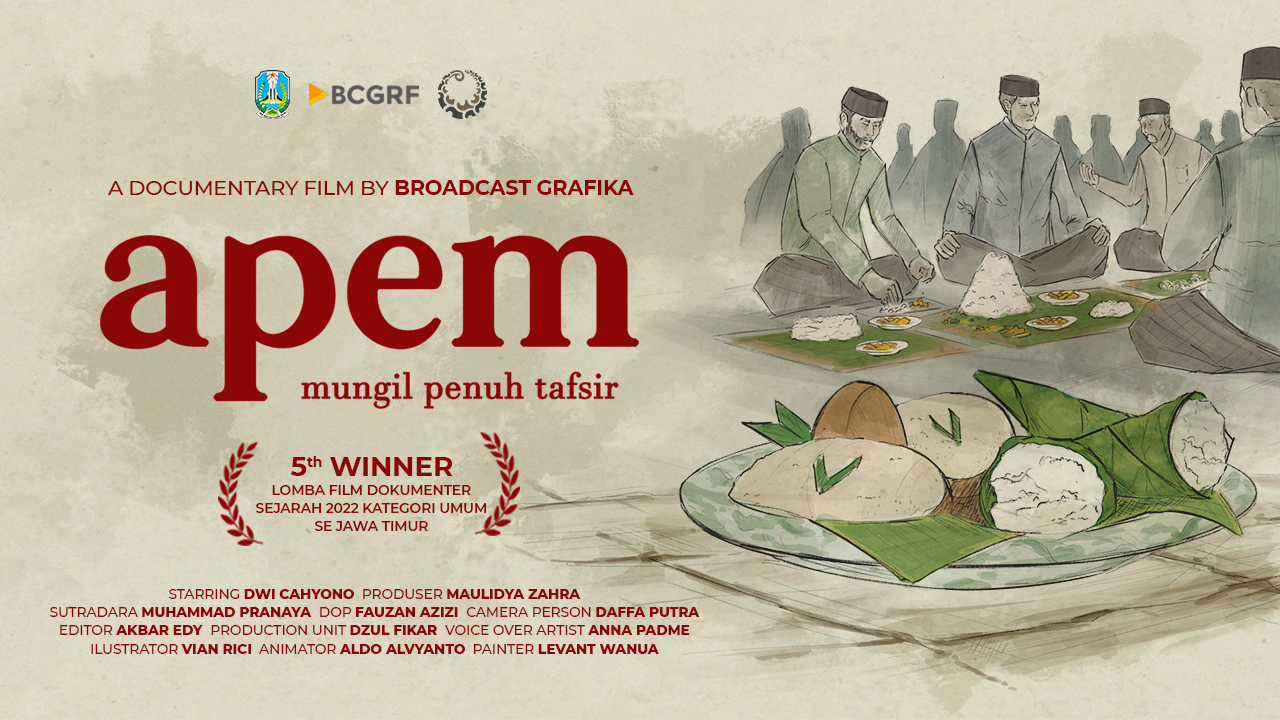 BCGRF
A DOCUMENTARY FILM BY BROADCAST GRAFIKA
apem
mungil penuh tafsir
5th WINNER
LOMBA FILM DOKUMENTER
SEJARAH 2022 KATEGORI UMUM
SE JAWA TIMUR
STARRING DWI CAHYONO PRODUSER MAULIDYA ZAHRA
SUTRADARA MUHAMMAD PRANAYA DOP FAUZAN AZIZI CAMERA PERSON DAFFA PUTRA
EDITOR AKBAR EDY PRODUCTION UNIT DZUL FIKAR VOICE OVER ARTIST ANNA PADME
ILUSTRATOR VIAN RICI ANIMATOR ALDO ALVYANTO PAINTER LEVANT WANUA